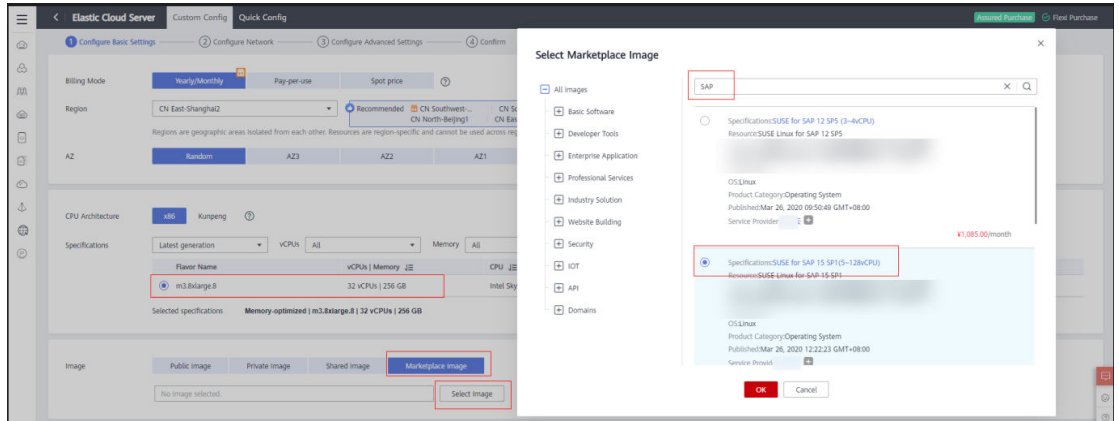 Elastic Cloud Server Custom Config Quick Config Assured Purchase Flexi Purchase
1 Configure Basic Settings 2 Configure Network 3 Configure Advanced Settings 4 Confirm
Billing Mode Yearly/Monthly Pay-per-use Spot price
Region CN East-Shanghai2 Recommended CN Southwest-...
CN North-Beijing1 CN Eas
Regions are geographic areas isolated from each other. Resources are region-specific and cannot be used across reg
AZ Random AZ3 AZ2 AZ1
CPU Architecture x86 Kunpeng
Specifications Latest generation vCPUs All Memory All
Flavor Name vCPUs | Memory CPU
m3.8xlarge.8 32 vCPUs | 256 GB Intel Sky
Selected specifications Memory-optimized | m3.8xlarge.8 | 32 vCPUs | 256 GB
Image Public image Private image Shared image Marketplace image
No image selected. Select Image
Select Marketplace Image
All images
Basic Software
Developer Tools
Enterprise Application
Professional Services
Industry Solution
Website Building
Security
IOT
API
Domains
SAP
Specifications:SUSE for SAP 12 SP5 (3~4vCPU)
Resource:SUSE Linux for SAP 12 SP5
OS:Linux
Product Category:Operating System
Published:Mar 26, 2020 09:50:49 GMT+08:00
Service Provider
¥1,085.00/month
Specifications:SUSE for SAP 15 SP1(5~128vCPU)
Resource:SUSE Linux for SAP 15 SP1
OS:Linux
Product Category:Operating System
Published:Mar 26, 2020 12:22:23 GMT+08:00
Service Provid
OK Cancel